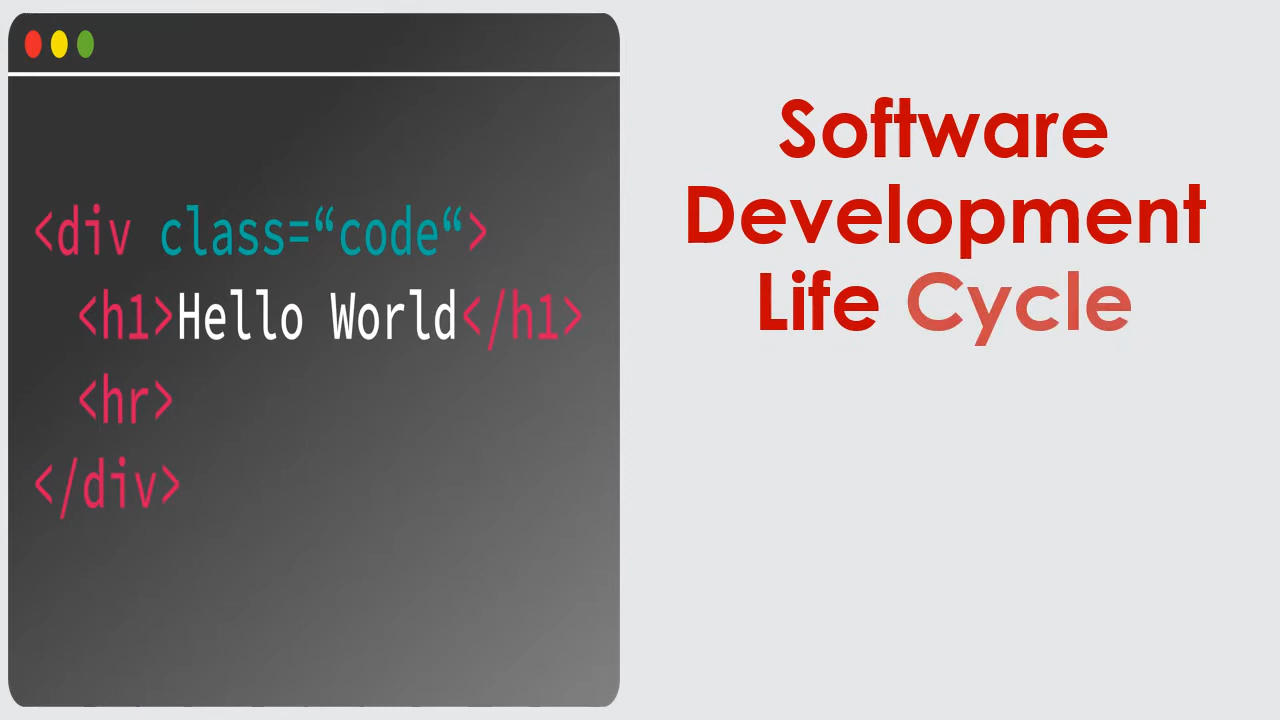 <div class=“code“>
<h1>Hello World</h1>
<hr>
</div>
Software
Development
Life Cycle